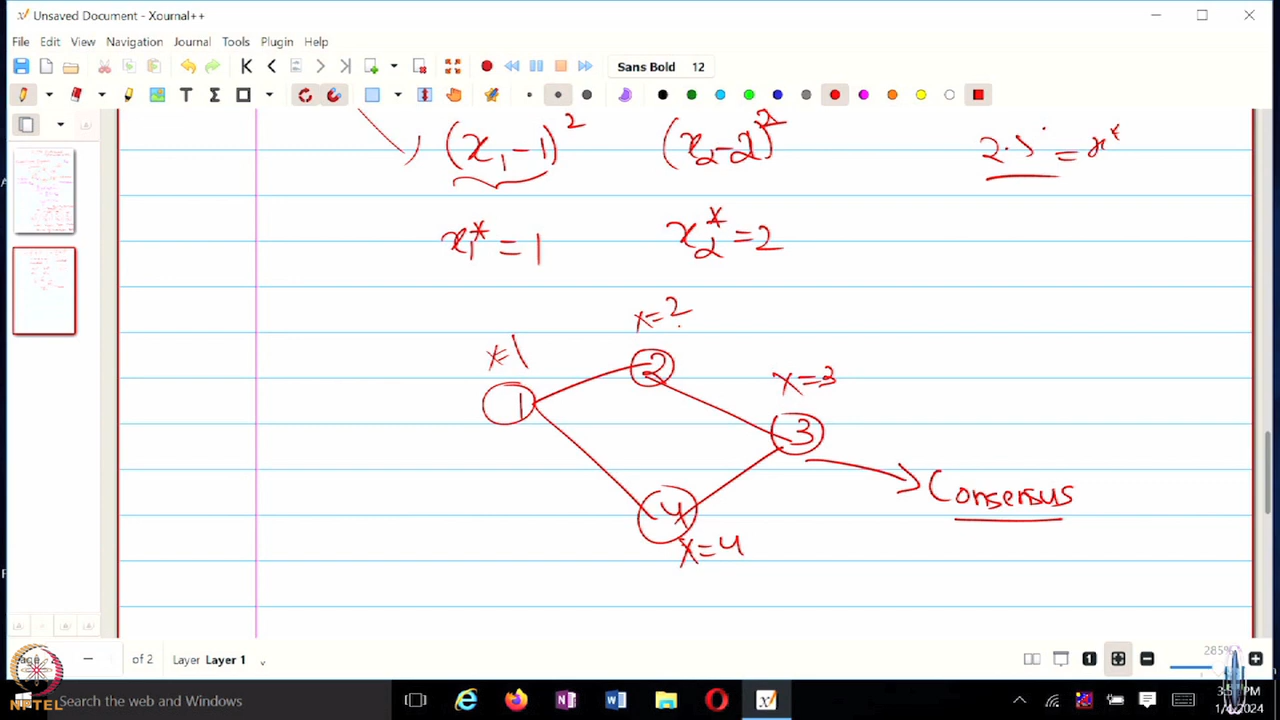 Unsaved Document - Xournal++
File Edit View Navigation Journal Tools Plugin Help
Sans Bold 12
(x₁-1)² (x₂-2)² = x*
x₁* = 1 x₂* = 2
x=2
x=1
2
x=3
1
3
Consensus
4
x=4
of 2 Layer Layer 1
285%
NPTEL
Search the web and Windows
PM